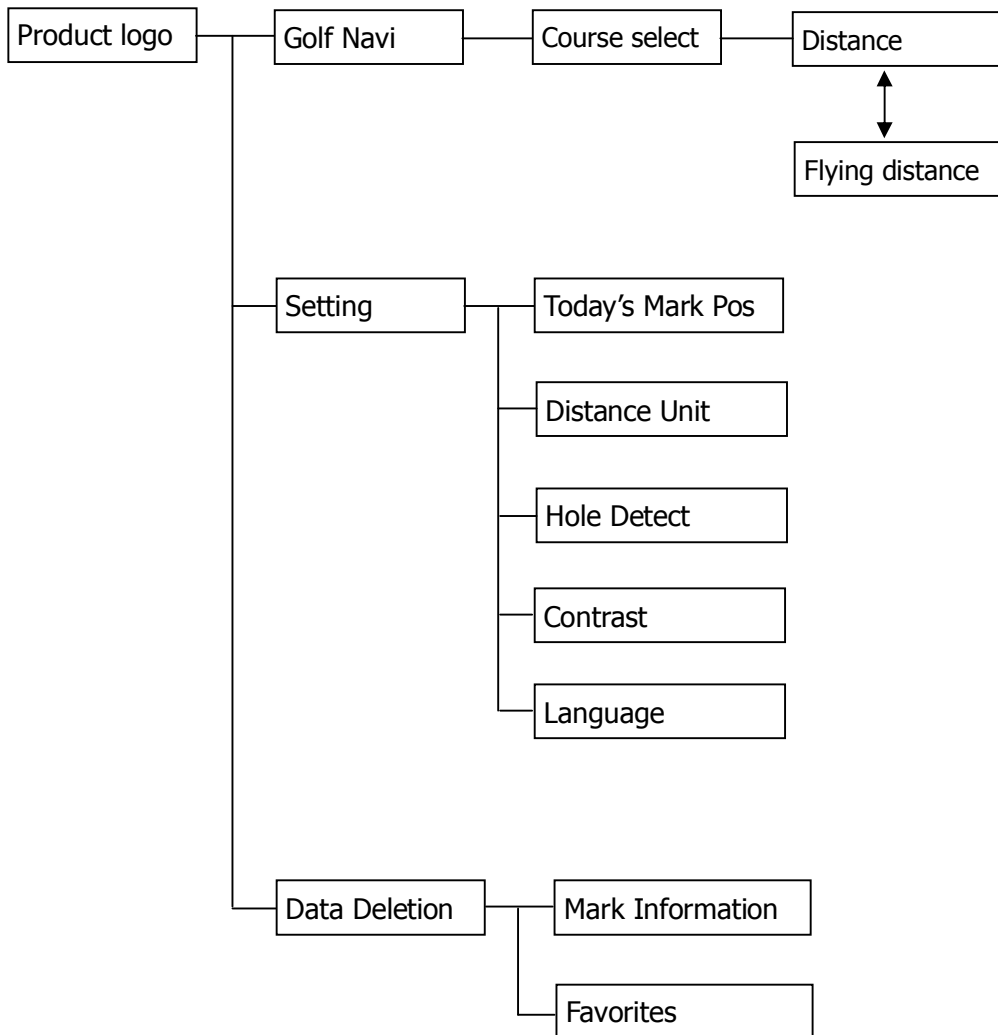 Product logo
Golf Navi
Course select
Distance
Flying distance
Setting
Today’s Mark Pos
Distance Unit
Hole Detect
Contrast
Language
Data Deletion
Mark Information
Favorites